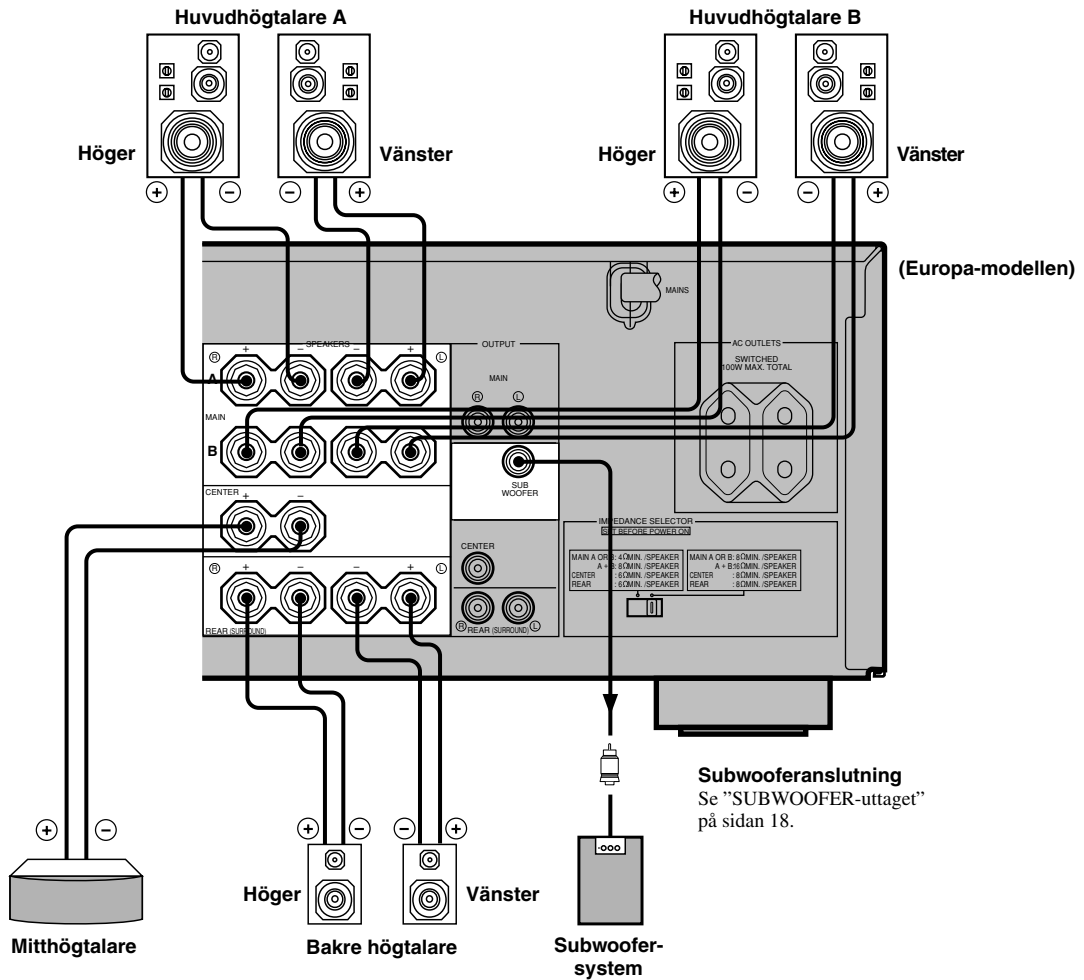 Huvudhögtalare A
Huvudhögtalare B
Höger
Vänster
Höger
Vänster
+ − − +
+ − − +
(Europa-modellen)
MAINS
SPEAKERS
OUTPUT
AC OUTLETS
SWITCHED
100W MAX. TOTAL
R + − − + L
A
MAIN
R L
MAIN
B
SUB
WOOFER
CENTER
+ −
IMPEDANCE SELECTOR
SET BEFORE POWER ON
CENTER
MAIN A OR B: 4ΩMIN. /SPEAKER
A + B: 8ΩMIN. /SPEAKER
CENTER : 6ΩMIN. /SPEAKER
REAR : 6ΩMIN. /SPEAKER
MAIN A OR B: 8ΩMIN. /SPEAKER
A + B:16ΩMIN. /SPEAKER
CENTER : 8ΩMIN. /SPEAKER
REAR : 8ΩMIN. /SPEAKER
R + − − + L
REAR (SURROUND)
R REAR (SURROUND) L
Subwooferanslutning
Se ”SUBWOOFER-uttaget”
på sidan 18.
+ −
+ − − +
Höger
Vänster
Mitthögtalare
Bakre högtalare
Subwoofer-
system